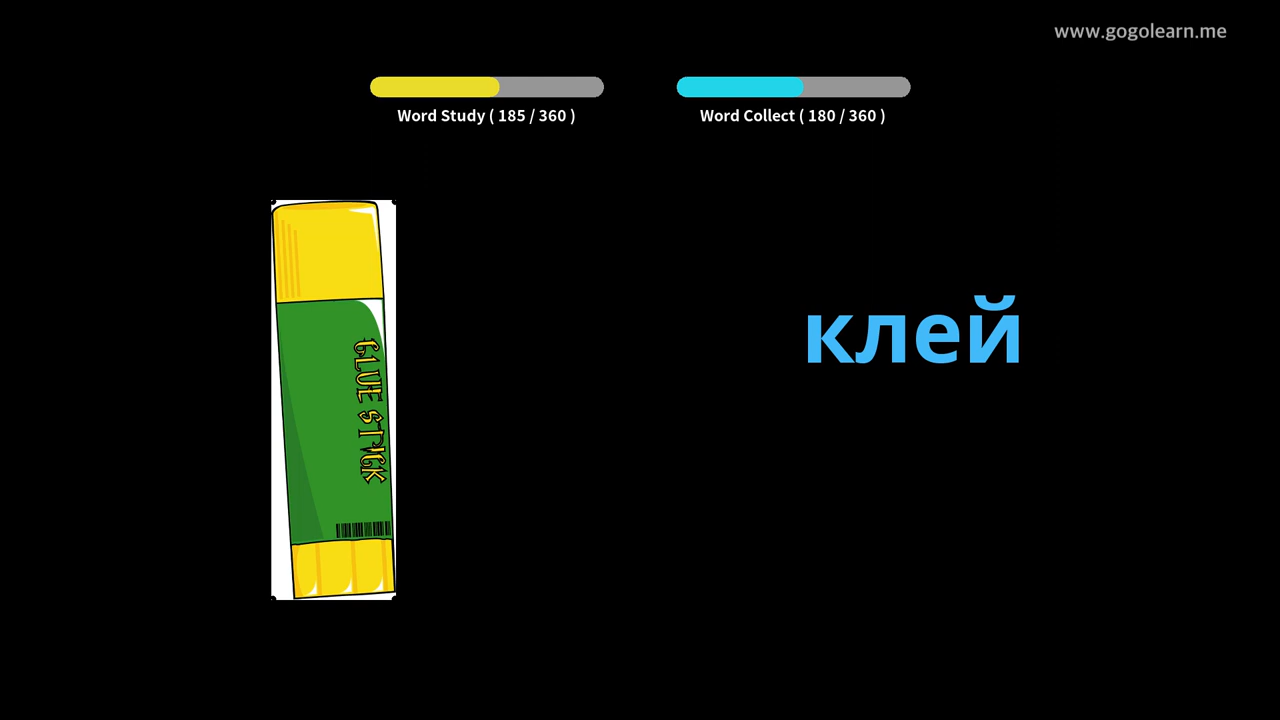 www.gogolearn.me
Word Study ( 185 / 360 )
Word Collect ( 180 / 360 )
GLUE STICK
клей